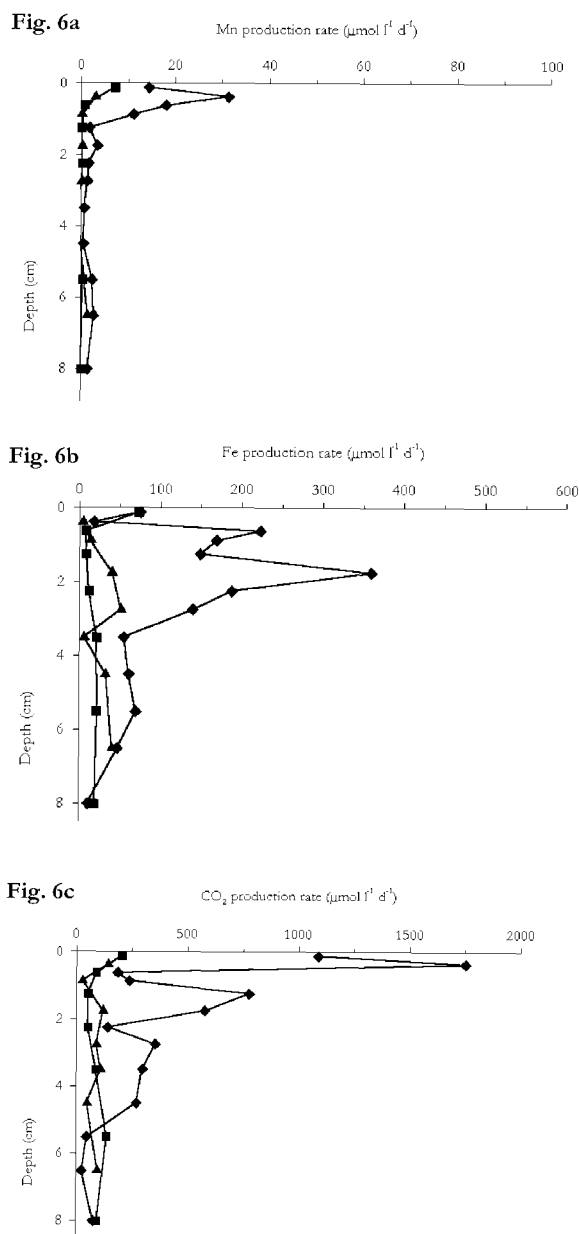 Fig. 6a
Mn production rate (μmol l⁻¹ d⁻¹)
0 20 40 60 80 100
0
2
4
6
8
Depth (cm)
Fig. 6b
Fe production rate (μmol l⁻¹ d⁻¹)
0 100 200 300 400 500 600
0
2
4
6
8
Depth (cm)
Fig. 6c
CO₂ production rate (μmol l⁻¹ d⁻¹)
0 500 1000 1500 2000
0
2
4
6
8
Depth (cm)